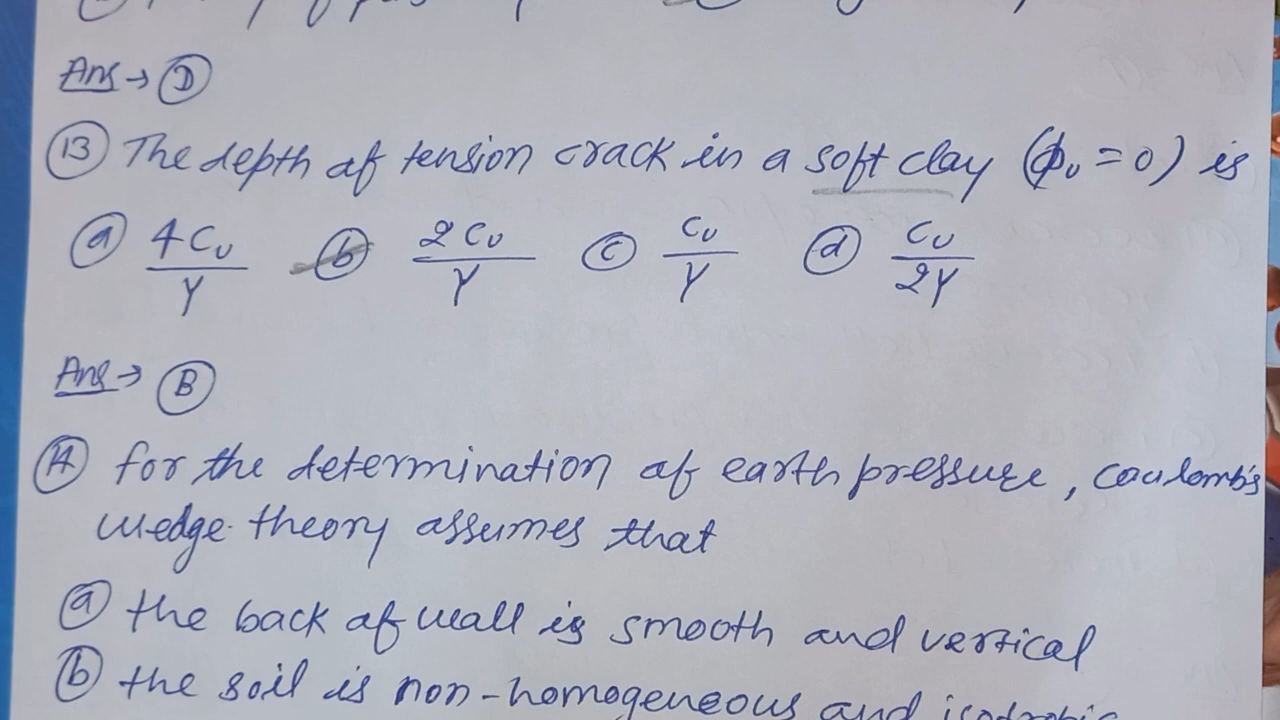 Ans → (D)
(13) The depth of tension crack in a soft clay (ϕu = 0) is
(a) 4Cu/γ (b) 2Cu/γ (c) Cu/γ (d) Cu/2γ
Ans → (B)
(14) for the determination of earth pressure, coulomb's
wedge theory assumes that
(a) the back of wall is smooth and vertical
(b) the soil is non-homogeneous and